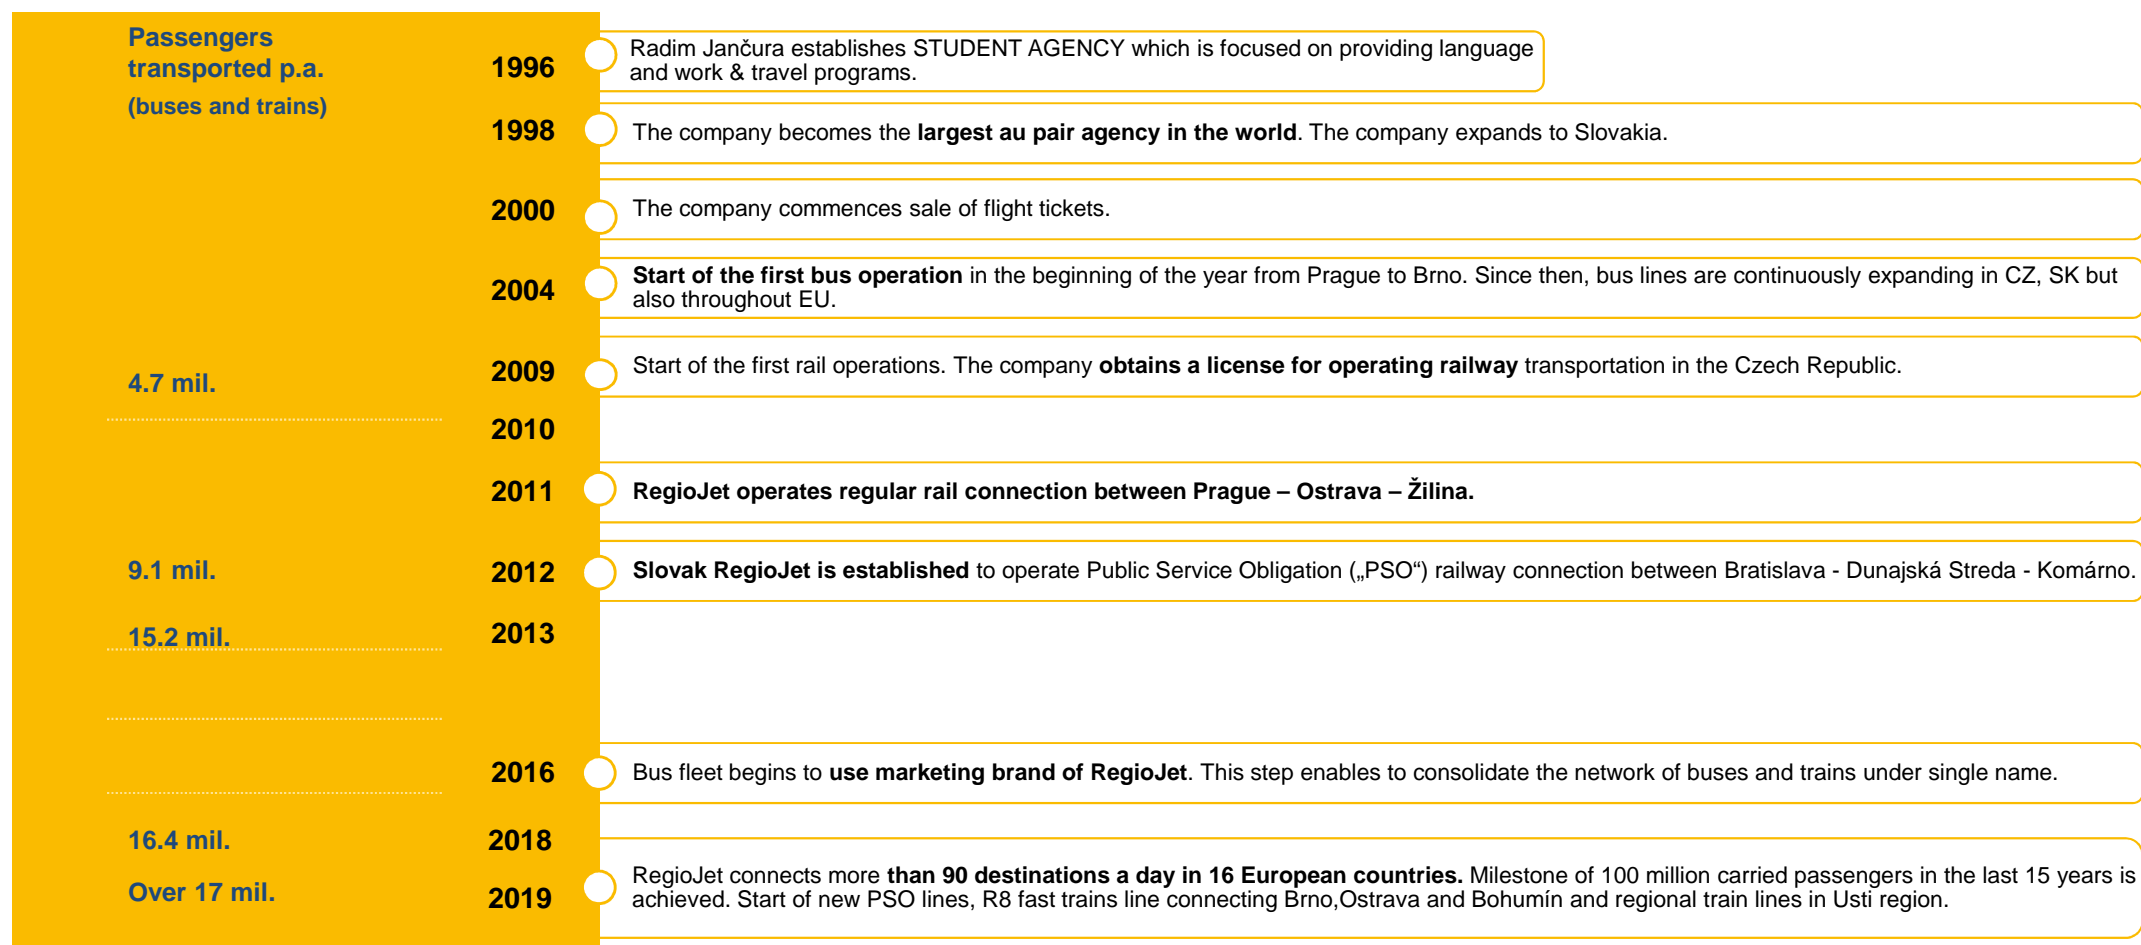 Passengers
transported p.a.
(buses and trains)
1996
Radim Jančura establishes STUDENT AGENCY which is focused on providing language
and work & travel programs.
1998
The company becomes the largest au pair agency in the world. The company expands to Slovakia.
2000
The company commences sale of flight tickets.
2004
Start of the first bus operation in the beginning of the year from Prague to Brno. Since then, bus lines are continuously expanding in CZ, SK but
also throughout EU.
4.7 mil.
2009
Start of the first rail operations. The company obtains a license for operating railway transportation in the Czech Republic.
2010
2011
RegioJet operates regular rail connection between Prague – Ostrava – Žilina.
9.1 mil.
2012
Slovak RegioJet is established to operate Public Service Obligation („PSO“) railway connection between Bratislava - Dunajská Streda - Komárno.
15.2 mil.
2013
2016
Bus fleet begins to use marketing brand of RegioJet. This step enables to consolidate the network of buses and trains under single name.
16.4 mil.
2018
Over 17 mil.
2019
RegioJet connects more than 90 destinations a day in 16 European countries. Milestone of 100 million carried passengers in the last 15 years is
achieved. Start of new PSO lines, R8 fast trains line connecting Brno,Ostrava and Bohumín and regional train lines in Usti region.